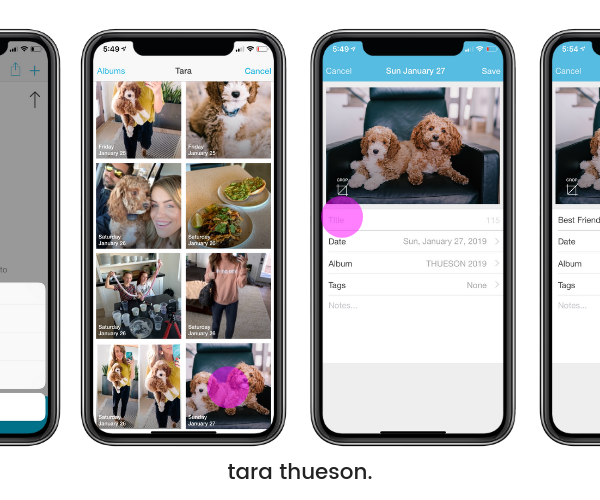 to
5:49
Albums
Tara
Cancel
Friday
January 25
Friday
January 25
Saturday
January 26
Saturday
January 26
Saturday
January 26
Saturday
January 26
Saturday
January 26
Sunday
January 27
5:49
Cancel
Sun January 27
Save
CROP
Title
115
Date
Sun, January 27, 2019
Album
THUESON 2019
Tags
None
Notes...
5:54
Cancel
CROP
Best Friend
Date
Album
Tags
Notes...
tara thueson.